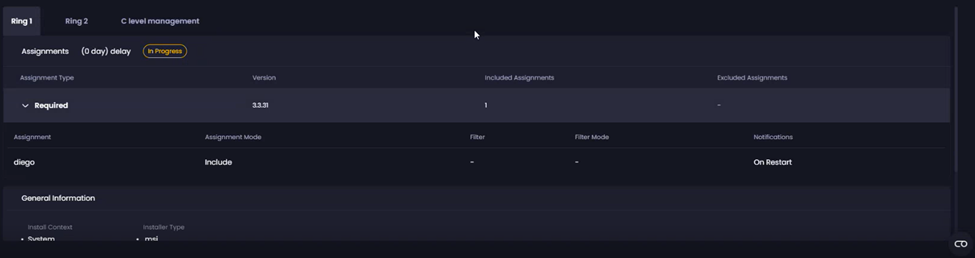 Ring 1 Ring 2 C level management
Assignments (0 day) delay In Progress
Assignment Type Version Included Assignments Excluded Assignments
Required 3.3.31 1 -
Assignment Assignment Mode Filter Filter Mode Notifications
diego Include - - On Restart
General Information
Install Context Installer Type
• System • msi